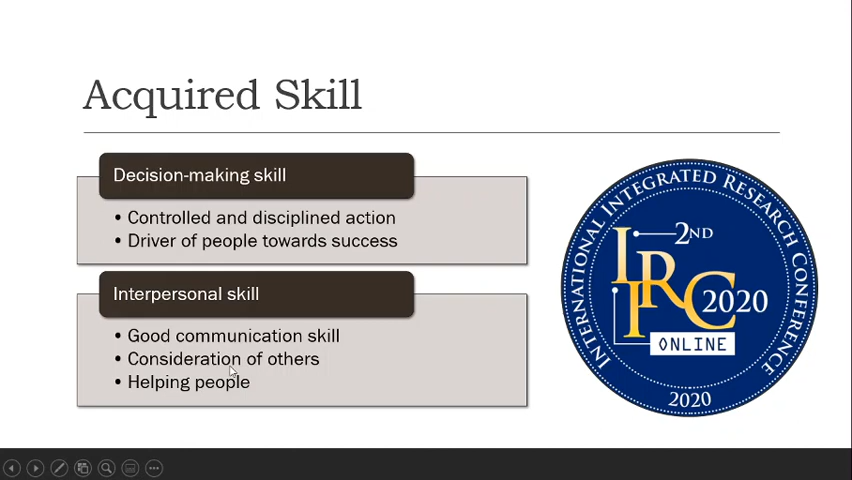 Acquired Skill
Decision-making skill
• Controlled and disciplined action
• Driver of people towards success
Interpersonal skill
• Good communication skill
• Consideration of others
• Helping people
INTERNATIONAL INTEGRATED RESEARCH CONFERENCE
2ND
IIRC 2020
ONLINE
2020